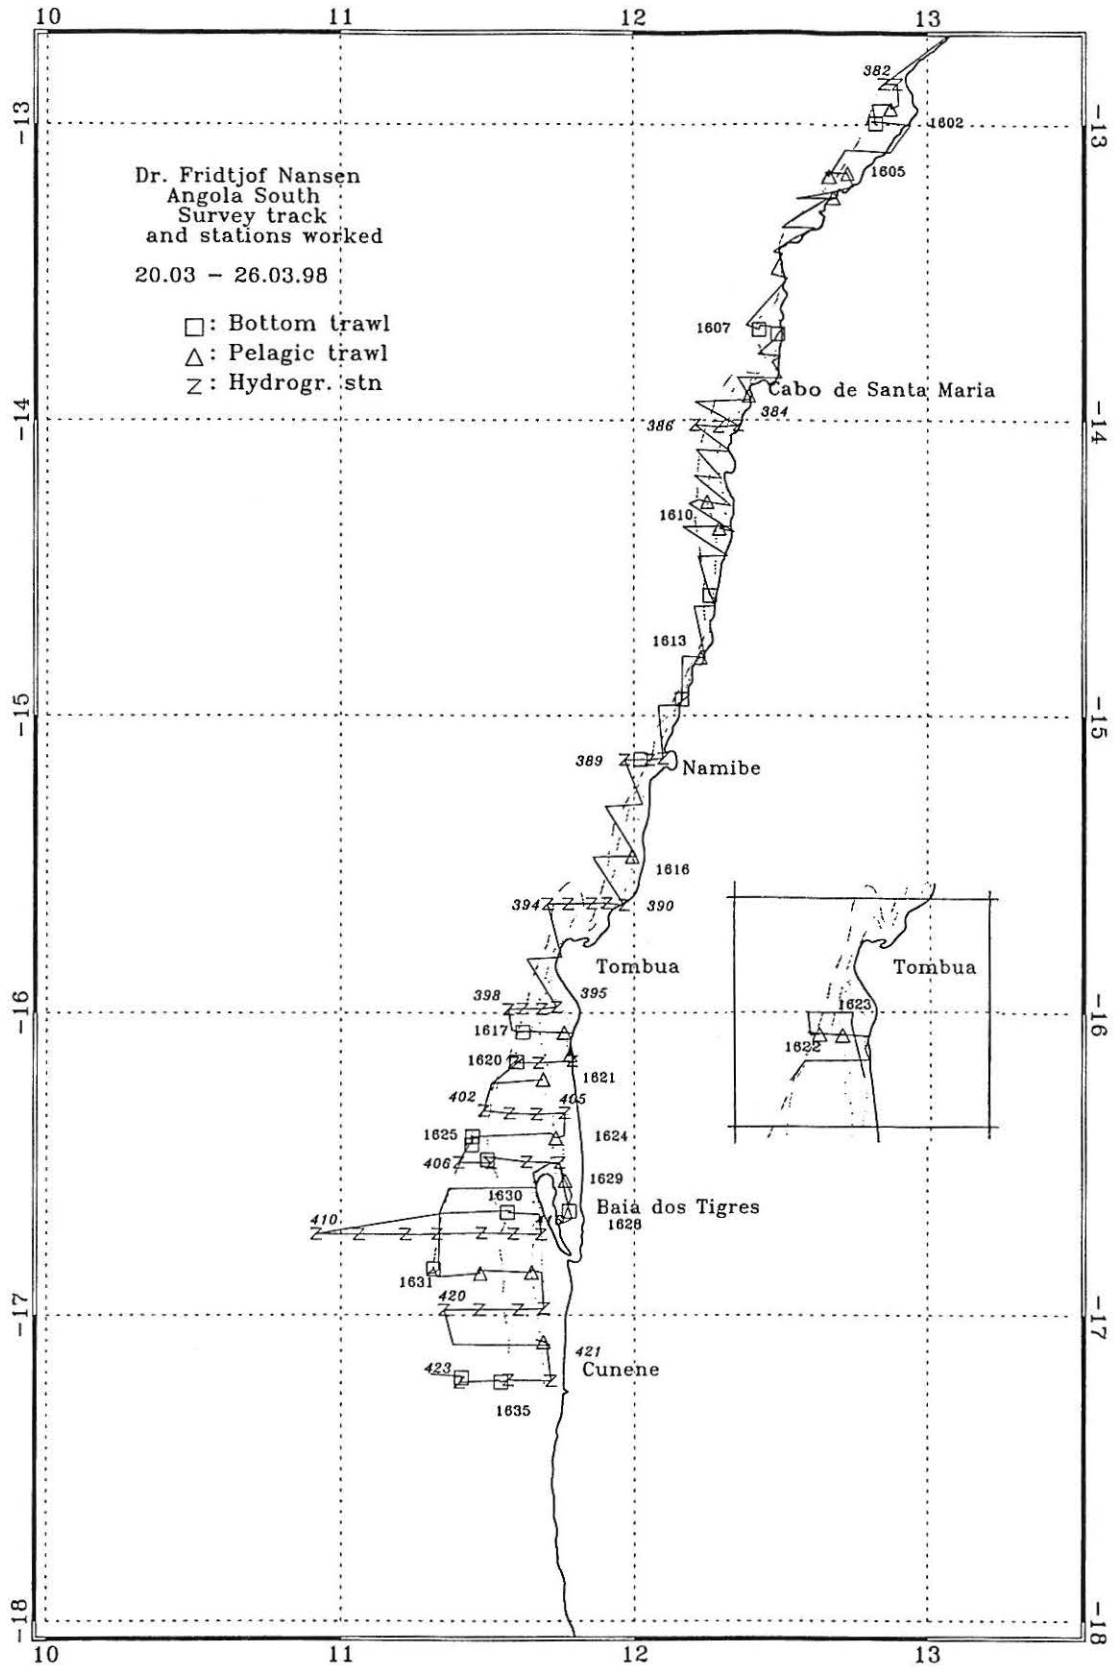 10 11 12 13
382
-13 -13
1602
Dr. Fridtjof Nansen
Angola South
Survey track
and stations worked
1605
20.03 - 26.03.98
□: Bottom trawl
△: Pelagic trawl
Z: Hydrogr. stn
1607
Cabo de Santa Maria
384
-14 386 -14
1610
1613
-15 -15
389 Namibe
1616
394 390
Tombua Tombua
398 395
-16 1623 -16
1617
1622
1620 1621
402 405
1625 1624
406
1629
1630 Baia dos Tigres
410 1628
1631
420
-17 -17
421
423 Cunene
1635
-18 -18
10 11 12 13